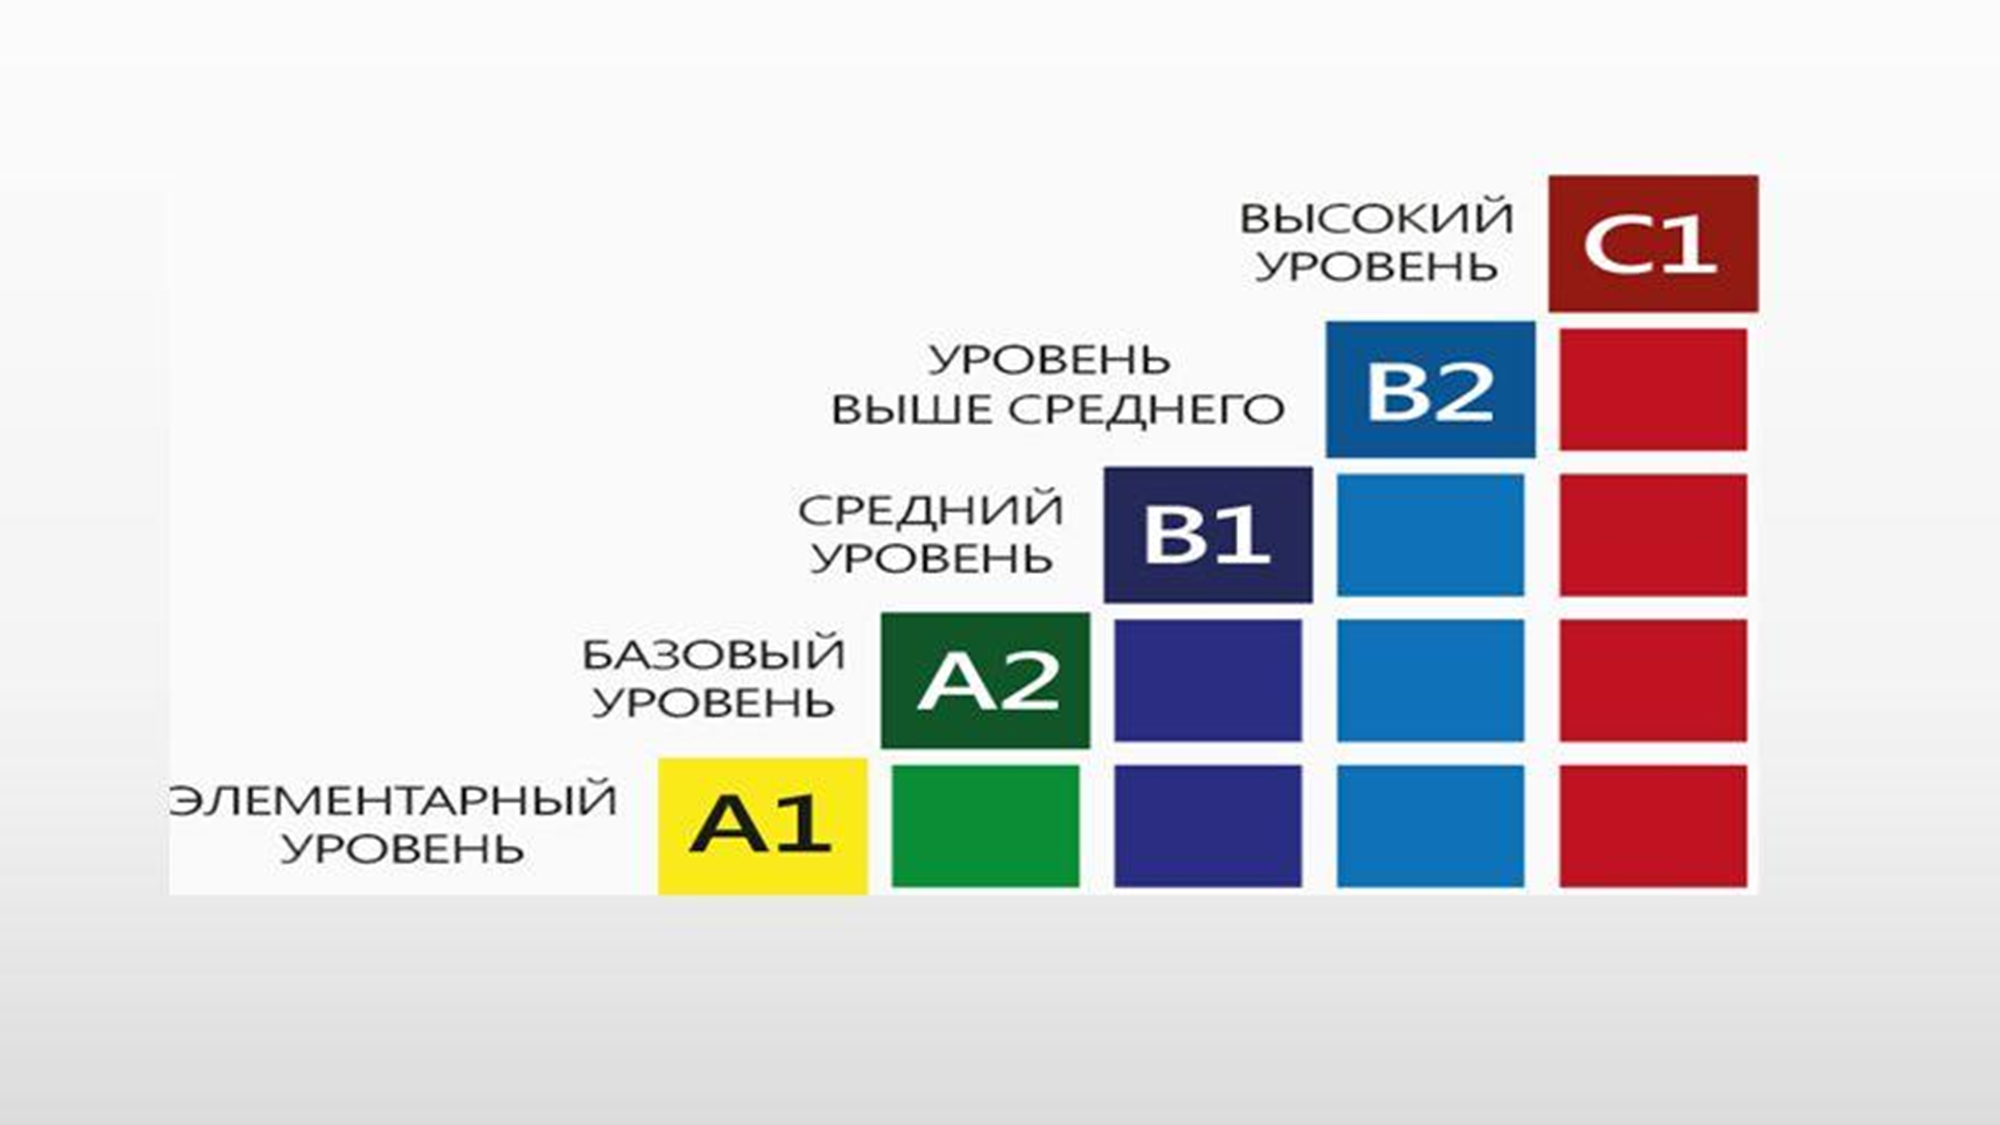 ВЫСОКИЙ
УРОВЕНЬ
C1
УРОВЕНЬ
ВЫШЕ СРЕДНЕГО
B2
СРЕДНИЙ
УРОВЕНЬ
B1
БАЗОВЫЙ
УРОВЕНЬ
A2
ЭЛЕМЕНТАРНЫЙ
УРОВЕНЬ
A1